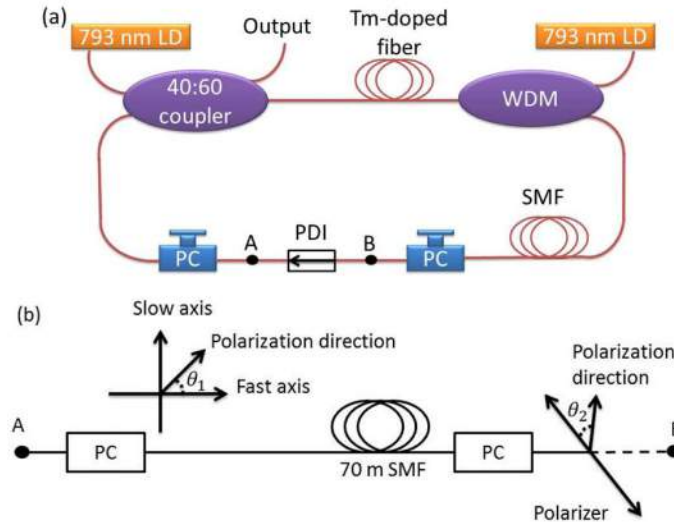 (a)
793 nm LD
Output
Tm-doped
fiber
793 nm LD
40:60
coupler
WDM
SMF
PC
A
PDI
B
PC
(b)
Slow axis
Polarization direction
θ1
Fast axis
A
PC
70 m SMF
PC
Polarization
direction
θ2
Polarizer